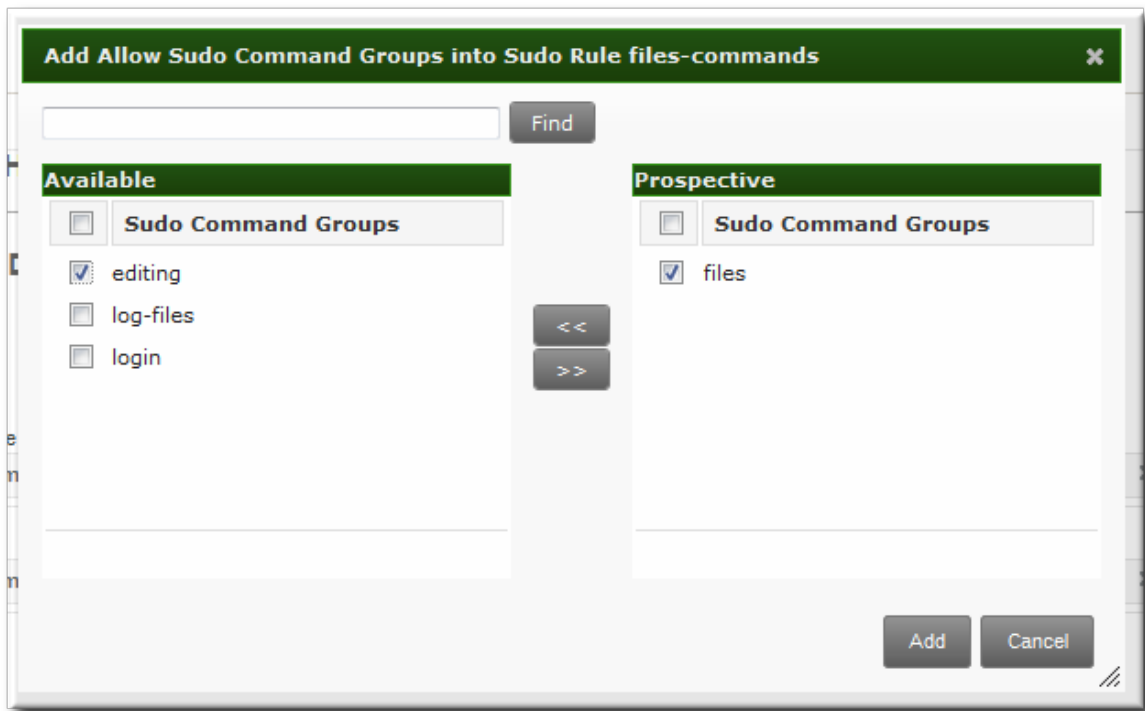 Add Allow Sudo Command Groups into Sudo Rule files-commands
Find
Available
Prospective
Sudo Command Groups
Sudo Command Groups
editing
files
log-files
login
<<
>>
Add
Cancel